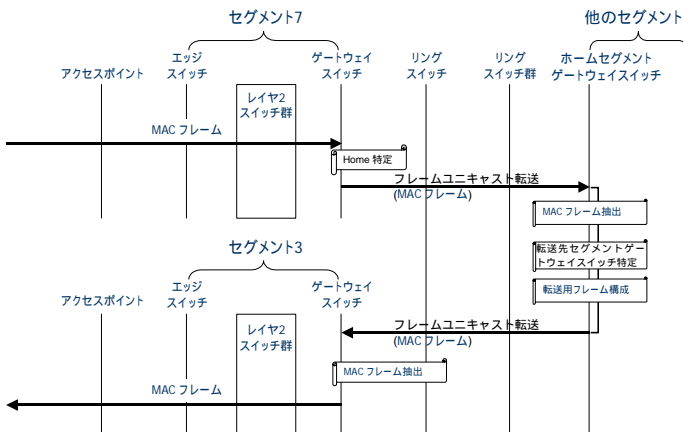 セグメント7
他のセグメント
アクセスポイント
エッジ
スイッチ
ゲートウェイ
スイッチ
リング
スイッチ
リング
スイッチ群
ホームセグメント
ゲートウェイスイッチ
レイヤ2
スイッチ群
MAC フレーム
Home 特定
フレームユニキャスト転送
(MAC フレーム)
MAC フレーム抽出
転送先セグメントゲー
トウェイスイッチ特定
転送用フレーム構成
セグメント3
アクセスポイント
エッジ
スイッチ
ゲートウェイ
スイッチ
レイヤ2
スイッチ群
フレームユニキャスト転送
(MAC フレーム)
MAC フレーム抽出
MAC フレーム